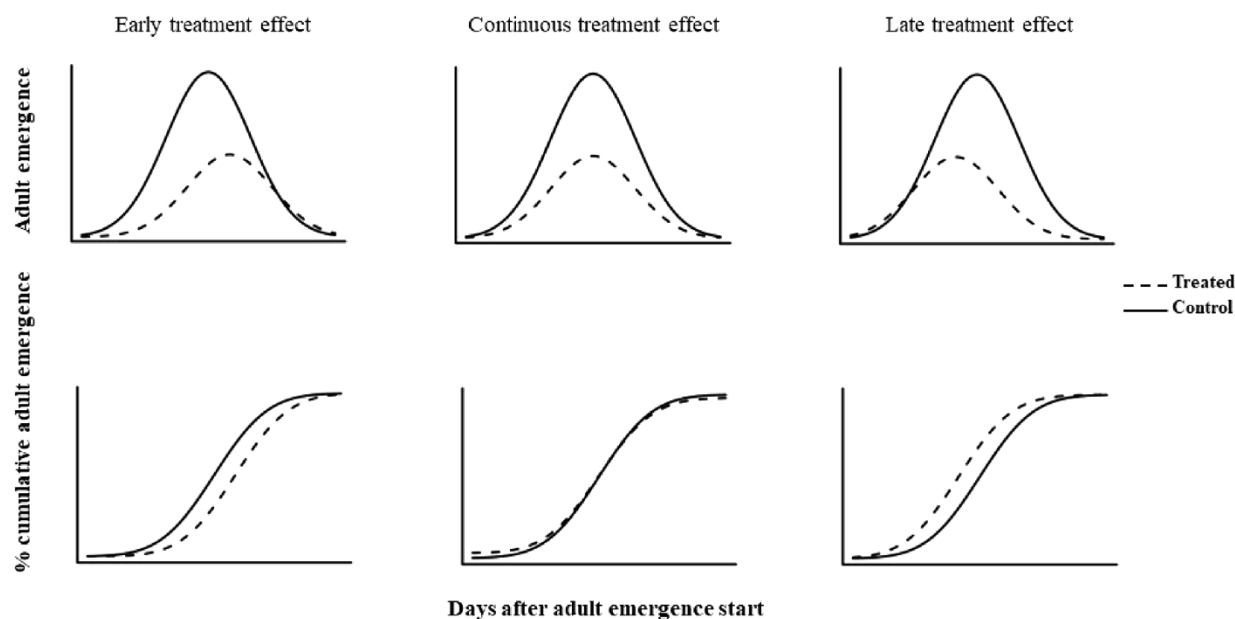 Early treatment effect
Continuous treatment effect
Late treatment effect
Adult emergence
% cumulative adult emergence
Treated
Control
Days after adult emergence start